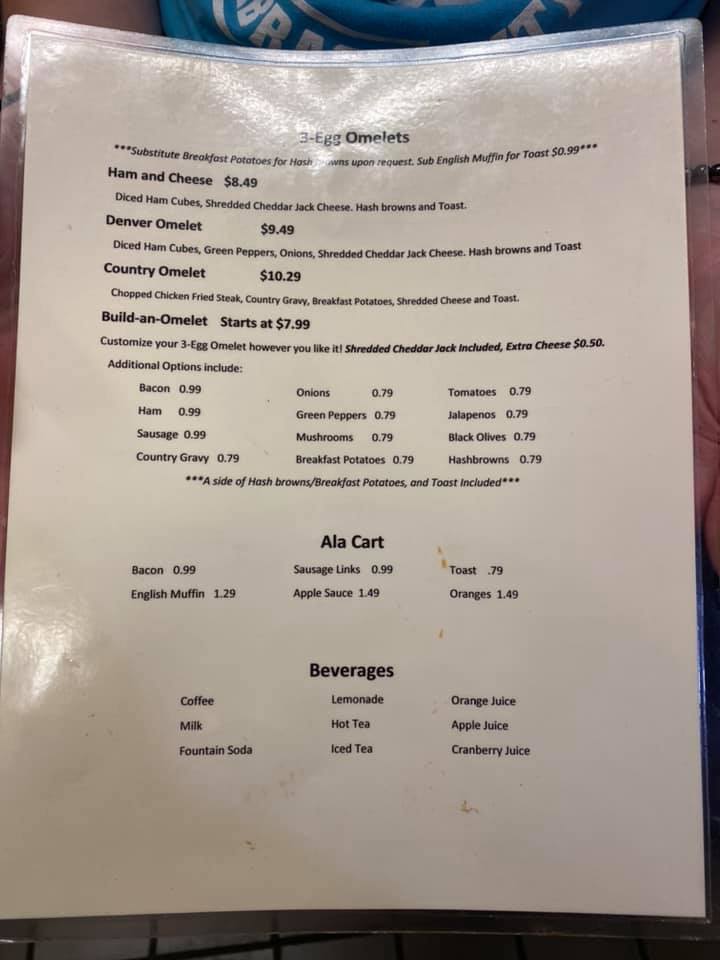 3-Egg Omelets
***Substitute Breakfast Potatoes for Hash Browns upon request. Sub English Muffin for Toast $0.99***
Ham and Cheese $8.49
Diced Ham Cubes, Shredded Cheddar Jack Cheese. Hash browns and Toast.
Denver Omelet $9.49
Diced Ham Cubes, Green Peppers, Onions, Shredded Cheddar Jack Cheese. Hash browns and Toast
Country Omelet $10.29
Chopped Chicken Fried Steak, Country Gravy, Breakfast Potatoes, Shredded Cheese and Toast.
Build-an-Omelet Starts at $7.99
Customize your 3-Egg Omelet however you like it! Shredded Cheddar Jack Included, Extra Cheese $0.50.
Additional Options include:
Bacon 0.99 Onions 0.79 Tomatoes 0.79
Ham 0.99 Green Peppers 0.79 Jalapenos 0.79
Sausage 0.99 Mushrooms 0.79 Black Olives 0.79
Country Gravy 0.79 Breakfast Potatoes 0.79 Hashbrowns 0.79
***A side of Hash browns/Breakfast Potatoes, and Toast Included***
Ala Cart
Bacon 0.99 Sausage Links 0.99 Toast .79
English Muffin 1.29 Apple Sauce 1.49 Oranges 1.49
Beverages
Coffee Lemonade Orange Juice
Milk Hot Tea Apple Juice
Fountain Soda Iced Tea Cranberry Juice